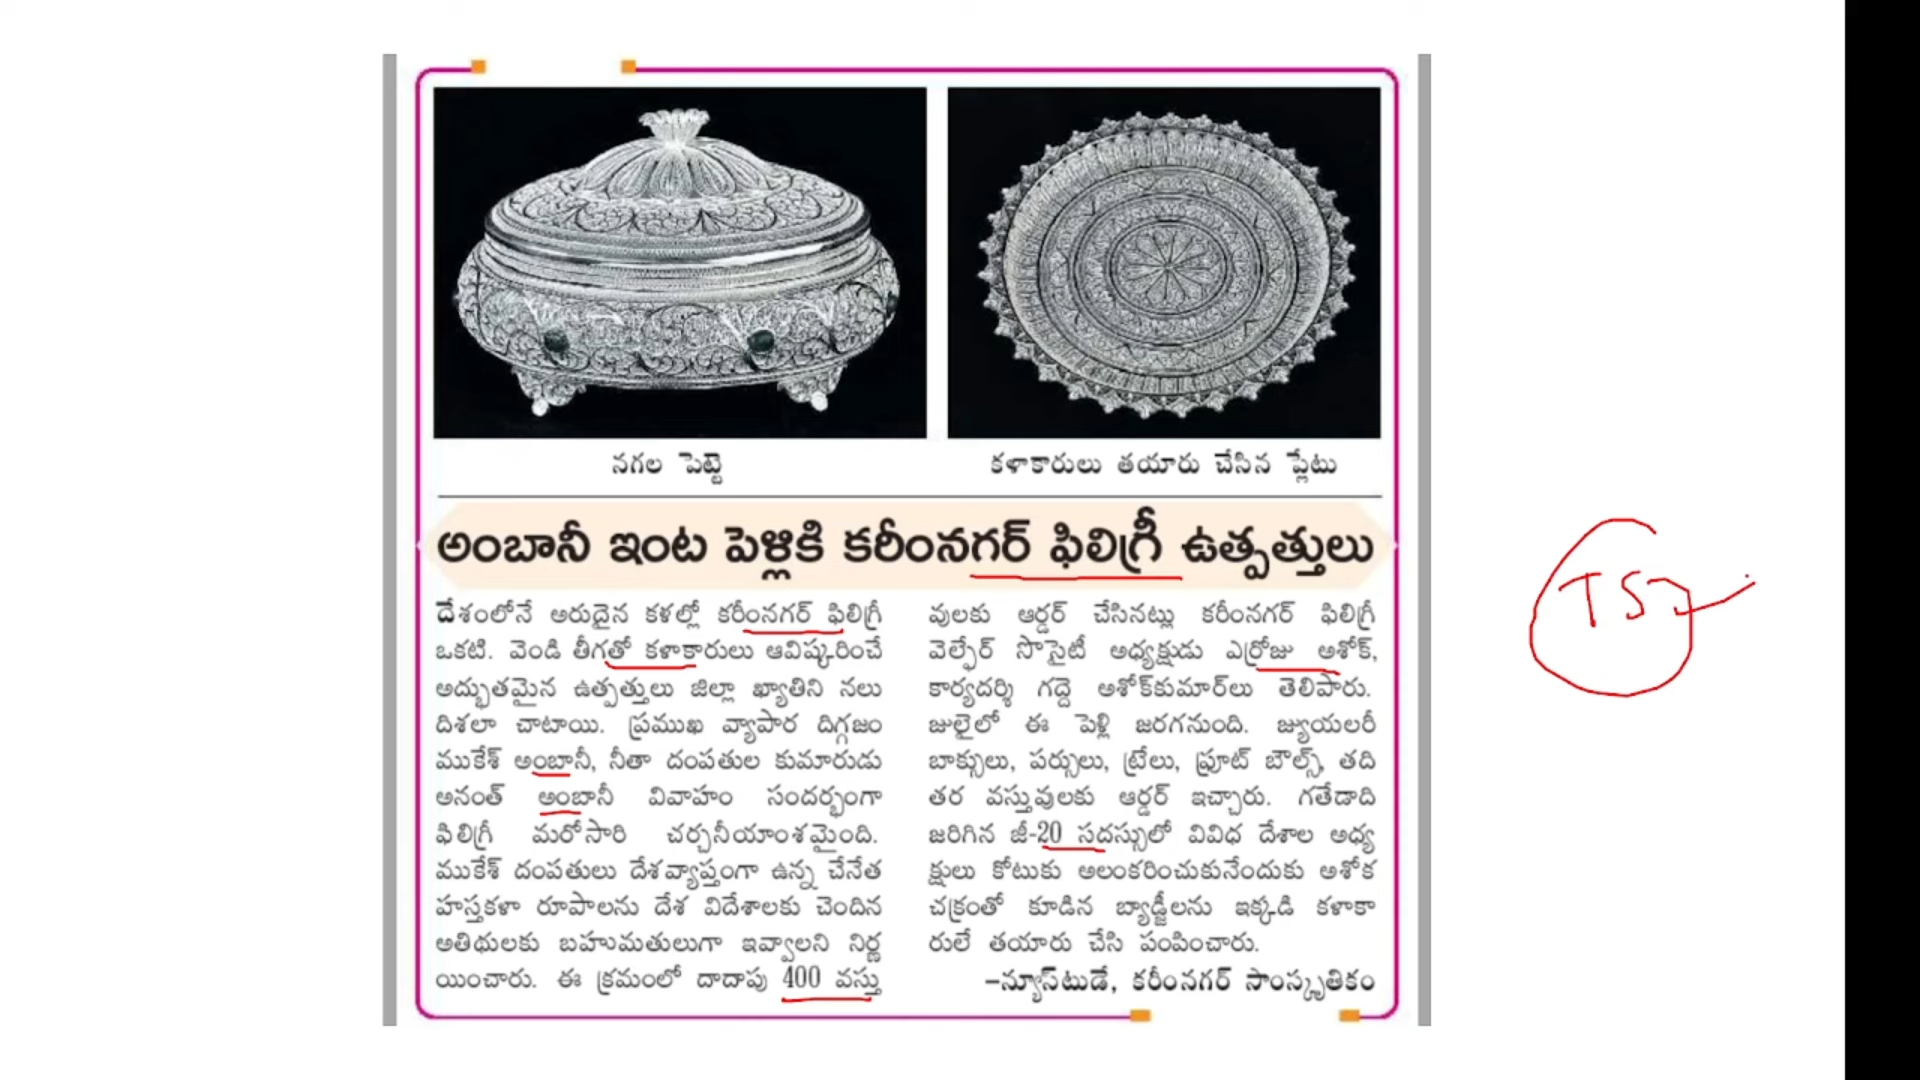 నగల పెట్టె
కళాకారులు తయారు చేసిన ప్లేటు
అంబానీ ఇంట పెళ్లికి కరీంనగర్ ఫిలిగ్రీ ఉత్పత్తులు
దేశంలోనే అరుదైన కళల్లో కరీంనగర్ ఫిలిగ్రీ
ఒకటి. వెండి తీగతో కళాకారులు ఆవిష్కరించే
అద్భుతమైన ఉత్పత్తులు జిల్లా ఖ్యాతిని నలు
దిశలా చాటాయి. ప్రముఖ వ్యాపార దిగ్గజం
ముకేశ్ అంబానీ, నీతా దంపతుల కుమారుడు
అనంత్ అంబానీ వివాహం సందర్భంగా
ఫిలిగ్రీ మరోసారి చర్చనీయాంశమైంది.
ముకేశ్ దంపతులు దేశవ్యాప్తంగా ఉన్న చేనేత
హస్తకళా రూపాలను దేశ విదేశాలకు చెందిన
అతిథులకు బహుమతులుగా ఇవ్వాలని నిర్ణ
యించారు. ఈ క్రమంలో దాదాపు 400 వస్తు
వులకు ఆర్డర్ చేసినట్లు కరీంనగర్ ఫిలిగ్రీ
వెల్ఫేర్ సొసైటీ అధ్యక్షుడు ఎర్రోజు అశోక్,
కార్యదర్శి గద్దె అశోక్‌కుమార్‌లు తెలిపారు.
జులైలో ఈ పెళ్లి జరగనుంది. జ్యుయలరీ
బాక్సులు, పర్సులు, ట్రేలు, ఫ్రూట్ బౌల్స్, తది
తర వస్తువులకు ఆర్డర్ ఇచ్చారు. గతేడాది
జరిగిన జీ-20 సదస్సులో వివిధ దేశాల అధ్య
క్షులు కోటుకు అలంకరించుకునేందుకు అశోక
చక్రంతో కూడిన బ్యాడ్జీలను ఇక్కడి కళాకా
రులే తయారు చేసి పంపించారు.
–న్యూస్‌టుడే, కరీంనగర్ సాంస్కృతికం